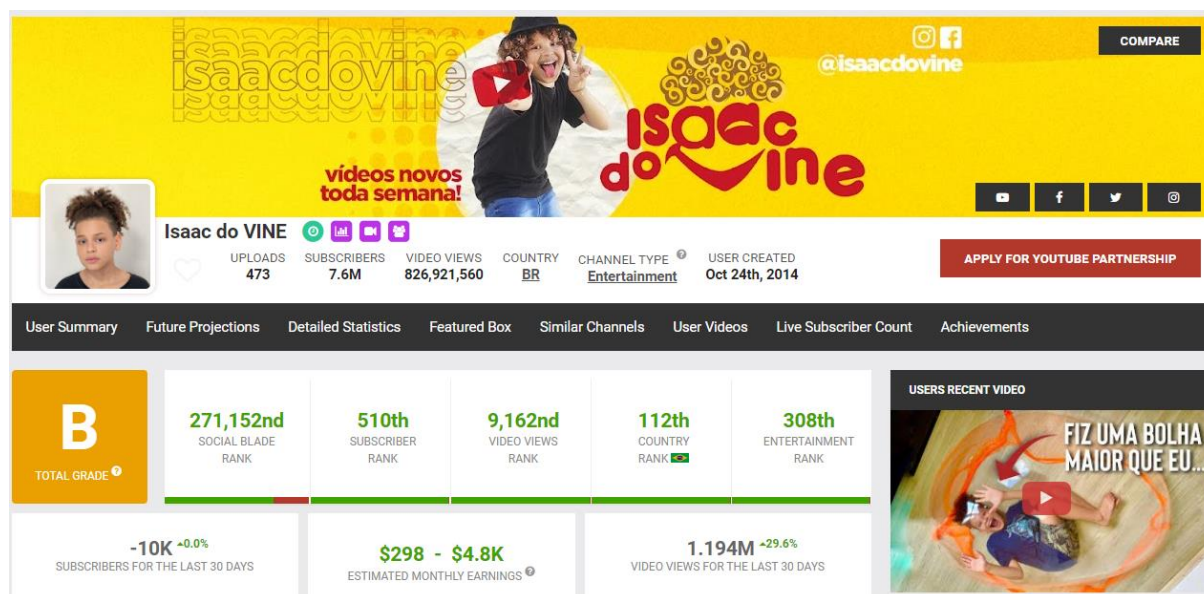 isaacdovine
isaacdovine
isaacdovine
@isaacdovine
COMPARE
isaac
do Vine
vídeos novos
toda semana!
Isaac do VINE
UPLOADS SUBSCRIBERS VIDEO VIEWS COUNTRY CHANNEL TYPE ? USER CREATED
473 7.6M 826,921,560 BR Entertainment Oct 24th, 2014
APPLY FOR YOUTUBE PARTNERSHIP
User Summary Future Projections Detailed Statistics Featured Box Similar Channels User Videos Live Subscriber Count Achievements
B
TOTAL GRADE ?
271,152nd 510th 9,162nd 112th 308th
SOCIAL BLADE SUBSCRIBER VIDEO VIEWS COUNTRY ENTERTAINMENT
RANK RANK RANK RANK RANK
USERS RECENT VIDEO
FIZ UMA BOLHA
MAIOR QUE EU...
-10K 0.0%
SUBSCRIBERS FOR THE LAST 30 DAYS
$298 - $4.8K
ESTIMATED MONTHLY EARNINGS ?
1.194M 29.6%
VIDEO VIEWS FOR THE LAST 30 DAYS